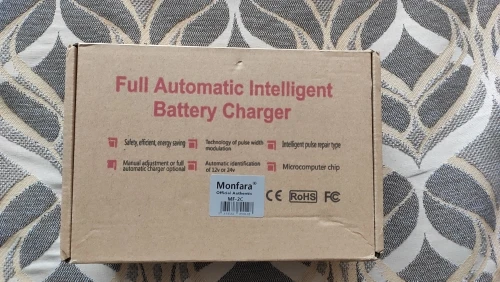 Full Automatic Intelligent
Battery Charger
Safety, efficient, energy saving
Technology of pulse width
modulation
Intelligent pulse repair type
Manual adjustment or full
automatic charger optional
Automatic identification
of 12v or 24v
Microcomputer chip
Monfara®
Official Authentic
MF-2C
CE RoHS FC